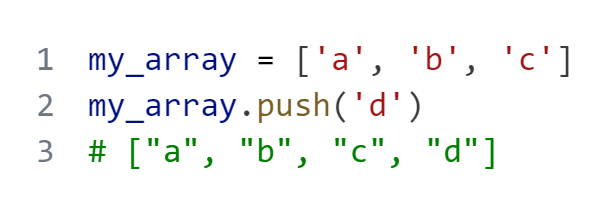 1 my_array = ['a', 'b', 'c']
2 my_array.push('d')
3 # ["a", "b", "c", "d"]